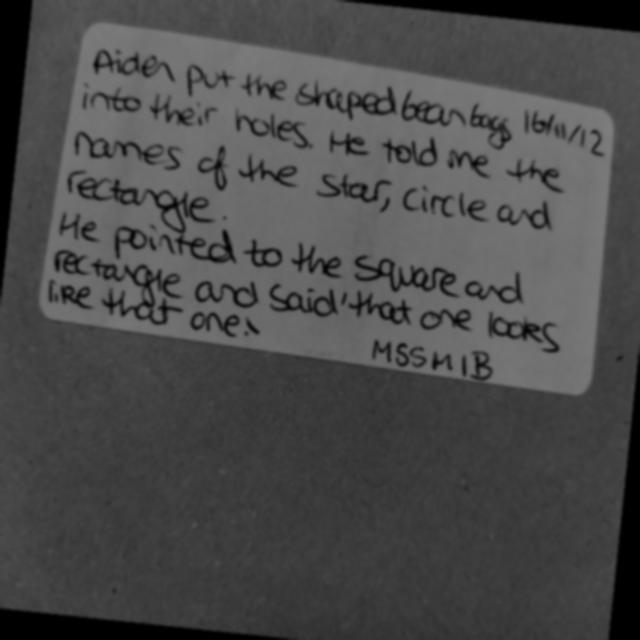 Aiden put the shaped bean bags 16/11/12
into their holes. He told me the
names of the star, circle and
rectangle.
He pointed to the square and
rectangle and said 'that one looks
like that one.'
MSSM1B